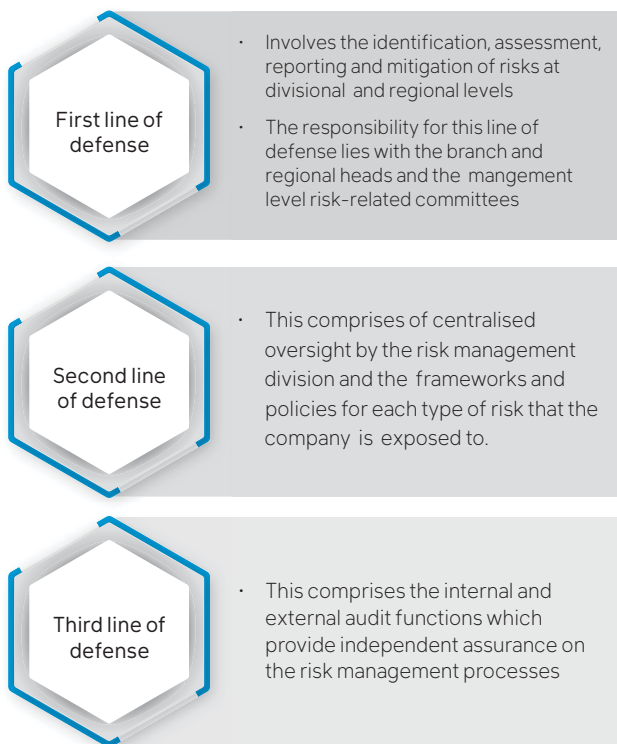 First line of
defense
· Involves the identification, assessment,
reporting and mitigation of risks at
divisional and regional levels
· The responsibility for this line of
defense lies with the branch and
regional heads and the mangement
level risk-related committees
Second line
of defense
· This comprises of centralised
oversight by the risk management
division and the frameworks and
policies for each type of risk that the
company is exposed to.
Third line of
defense
· This comprises the internal and
external audit functions which
provide independent assurance on
the risk management processes